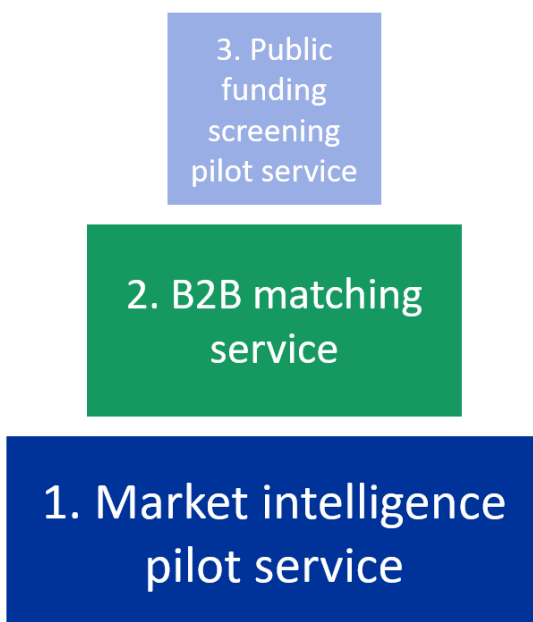 3. Public
funding
screening
pilot service
2. B2B matching
service
1. Market intelligence
pilot service